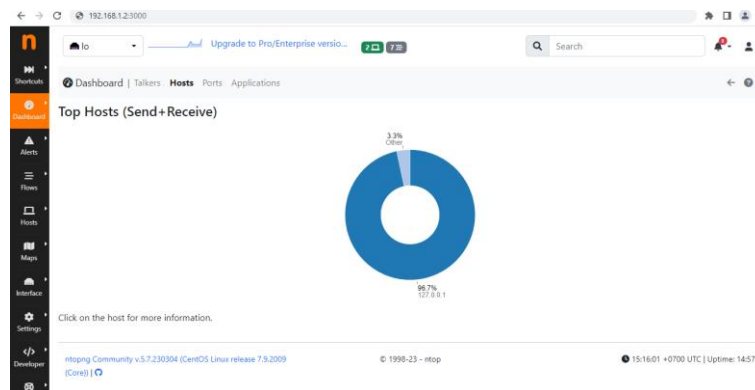 192.168.1.2:3000
n
lo
Upgrade to Pro/Enterprise versio...
2
7
Search
Shortcuts
Dashboard | Talkers Hosts Ports Applications
Dashboard
Top Hosts (Send+Receive)
Alerts
Flows
Hosts
Maps
Interface
Settings
Developer
3.3%
Other
96.7%
127.0.0.1
Click on the host for more information.
ntopng Community v.5.7.230304 (CentOS Linux release 7.9.2009
(Core)) |
© 1998-23 - ntop
15:16:01 +0700 UTC | Uptime: 14:57